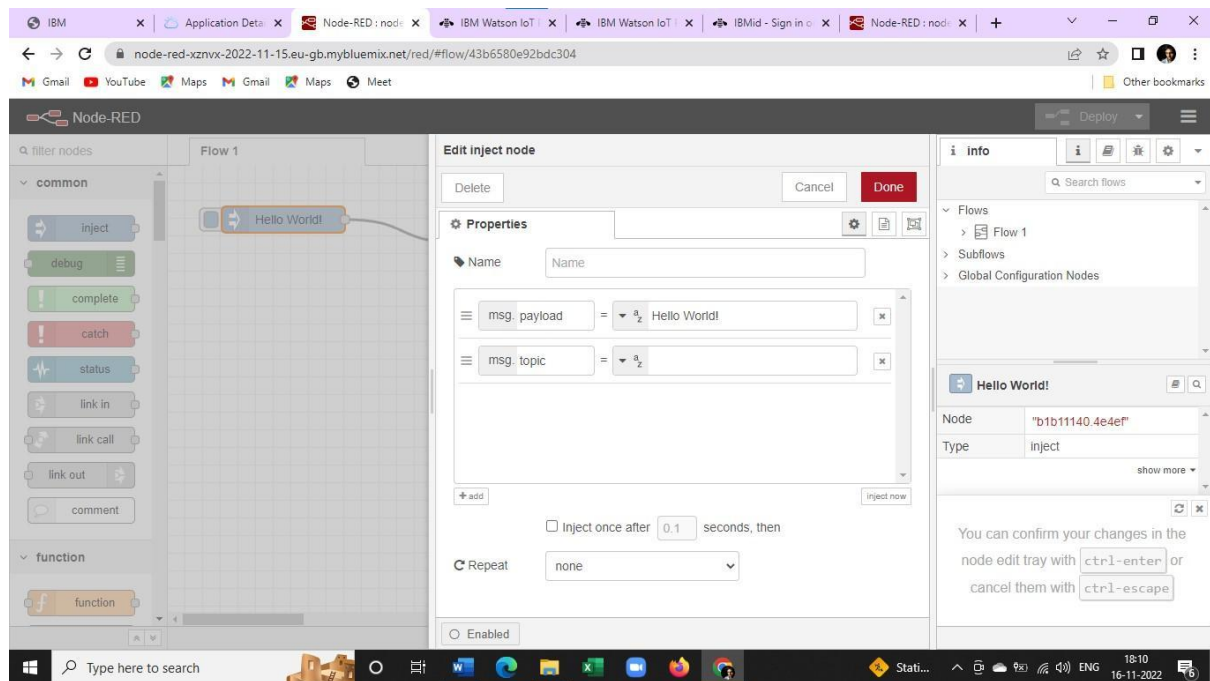 IBM
Application Deta
Node-RED : node
IBM Watson IoT
IBM Watson IoT
IBMid - Sign in o
Node-RED : node
node-red-xznvx-2022-11-15.eu-gb.mybluemix.net/red/#flow/43b6580e92bdc304
Gmail YouTube Maps Gmail Maps Meet Other bookmarks
Node-RED Deploy
filter nodes
Flow 1
Edit inject node
info
common
Delete Cancel Done
Search flows
Hello World!
inject
debug
complete
catch
status
link in
link call
link out
comment
function
function
Properties
Name Name
msg. payload = a z Hello World!
msg. topic = a z
+ add inject now
Inject once after 0.1 seconds, then
Repeat none
Enabled
Flows
Flow 1
Subflows
Global Configuration Nodes
Hello World!
Node "b1b11140.4e4ef"
Type inject
show more
You can confirm your changes in the
node edit tray with ctrl-enter or
cancel them with ctrl-escape
Type here to search
Stati... ENG 18:10
16-11-2022
6